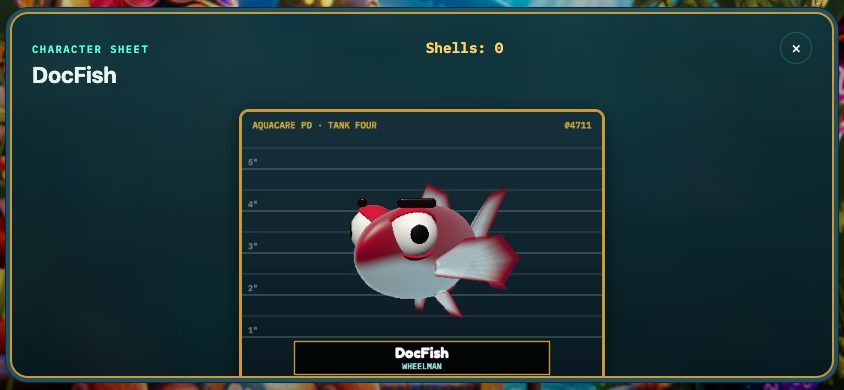 CHARACTER SHEET
DocFish
Shells: 0
×
AQUACARE PD · TANK FOUR
#4711
5"
4"
3"
2"
1"
DocFish
WHEELMAN